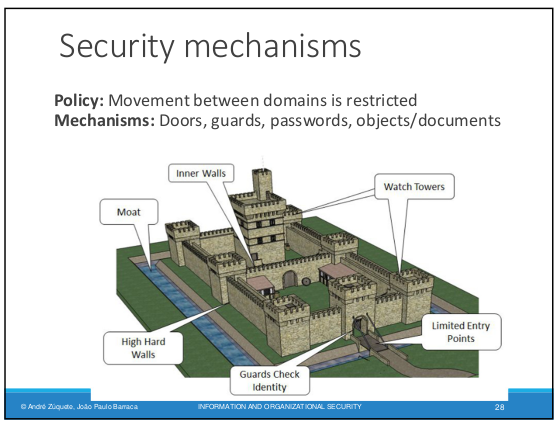 Security mechanisms
Policy: Movement between domains is restricted
Mechanisms: Doors, guards, passwords, objects/documents
Inner Walls
Watch Towers
Moat
High Hard
Walls
Limited Entry
Points
Guards Check
Identity
© André Zúquete, João Paulo Barraca
INFORMATION AND ORGANIZATIONAL SECURITY
28